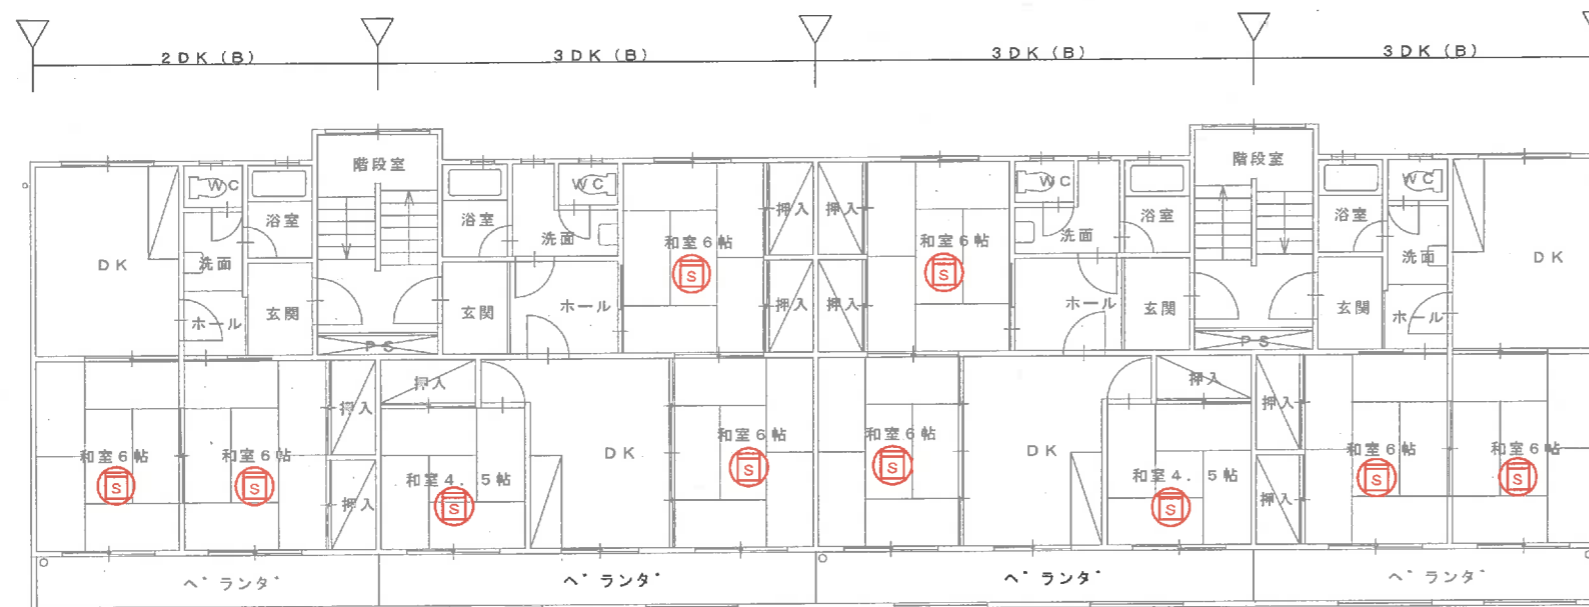 2DK(B)
3DK(B)
3DK(B)
3DK(B)
階段室
階段室
WC
WC
WC
WC
押入
押入
浴室
浴室
浴室
浴室
洗面
洗面
和室6帖
和室6帖
DK
洗面
洗面
DK
S
S
ホール
玄関
玄関
ホール
押入
押入
ホール
玄関
玄関
ホール
PS
PS
押入
押入
押入
押入
和室6帖
和室6帖
DK
和室6帖
和室6帖
DK
和室6帖
和室6帖
S
S
和室4.5帖
S
S
和室4.5帖
S
S
押入
S
S
押入
ベランダ
ベランダ
ベランダ
ベランダ